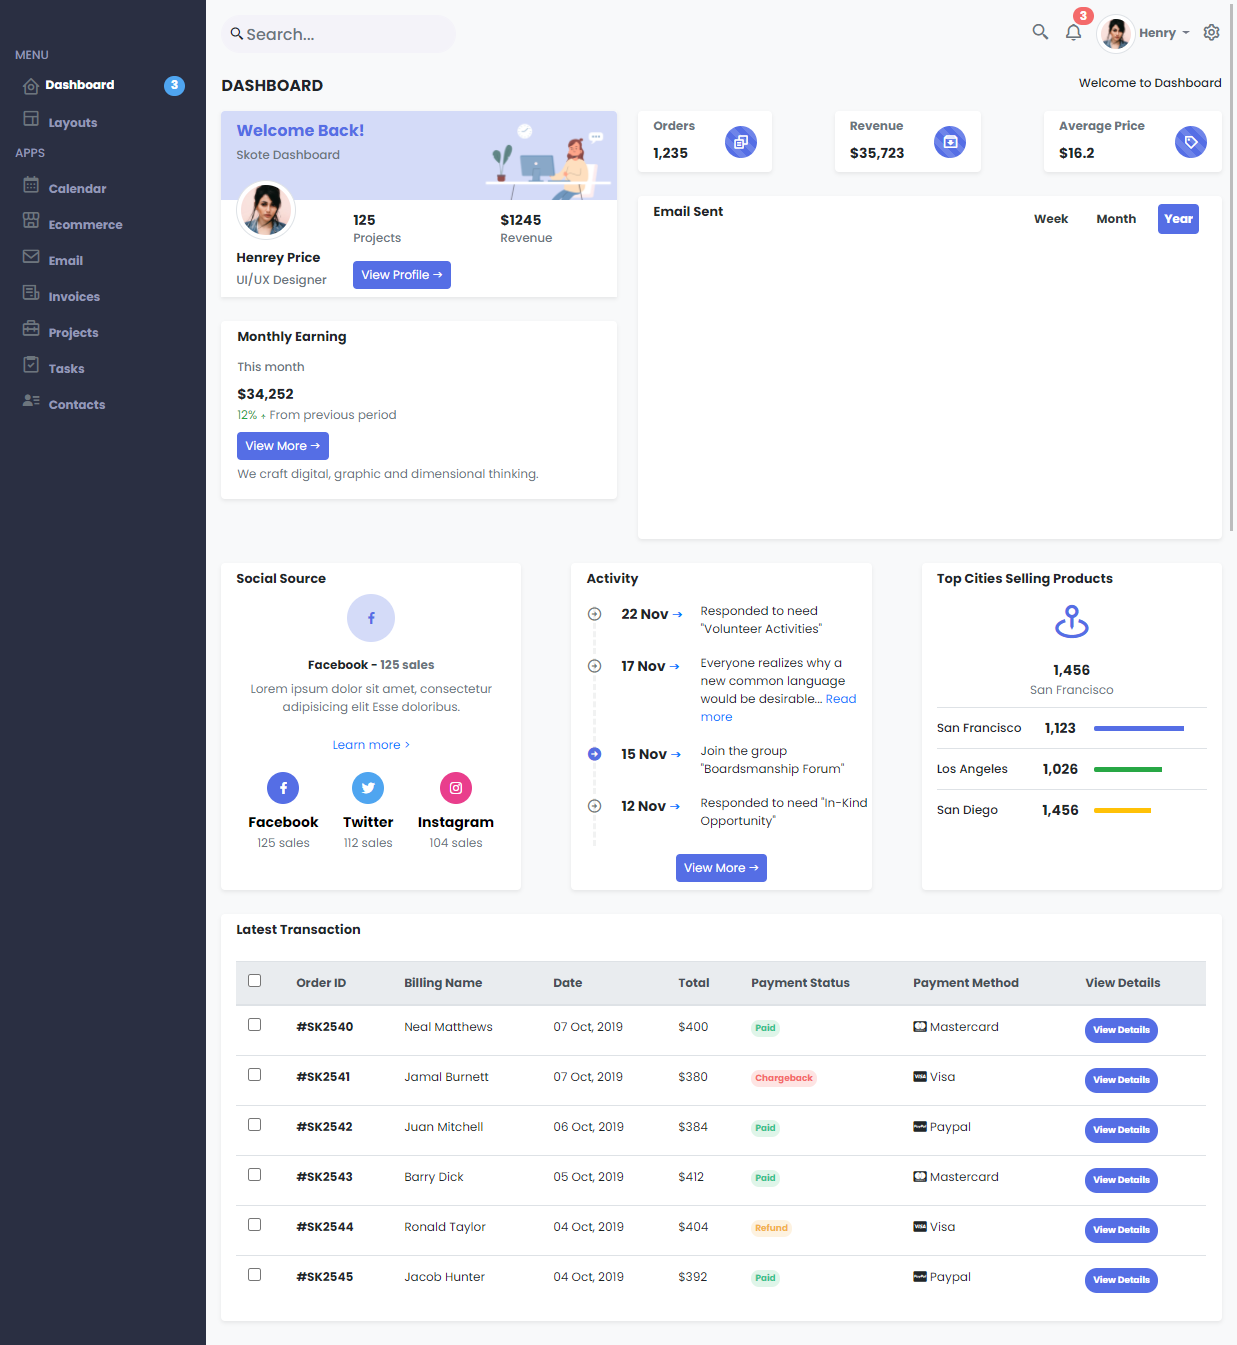 Search...
3
Henry
MENU
Dashboard
3
Layouts
APPS
Calendar
Ecommerce
Email
Invoices
Projects
Tasks
Contacts
DASHBOARD
Welcome to Dashboard
Welcome Back!
Skote Dashboard
125
Projects
$1245
Revenue
Henrey Price
UI/UX Designer
View Profile →
Orders
1,235
Revenue
$35,723
Average Price
$16.2
Email Sent
Week
Month
Year
Monthly Earning
This month
$34,252
12% + From previous period
View More →
We craft digital, graphic and dimensional thinking.
Social Source
Facebook - 125 sales
Lorem ipsum dolor sit amet, consectetur
adipisicing elit Esse doloribus.
Learn more >
Facebook
125 sales
Twitter
112 sales
Instagram
104 sales
Activity
22 Nov →
Responded to need
"Volunteer Activities"
17 Nov →
Everyone realizes why a
new common language
would be desirable... Read
more
15 Nov →
Join the group
"Boardsmanship Forum"
12 Nov →
Responded to need "In-Kind
Opportunity"
View More →
Top Cities Selling Products
1,456
San Francisco
San Francisco 1,123
Los Angeles 1,026
San Diego 1,456
Latest Transaction
Order ID Billing Name Date Total Payment Status Payment Method View Details
#SK2540 Neal Matthews 07 Oct, 2019 $400 Paid Mastercard View Details
#SK2541 Jamal Burnett 07 Oct, 2019 $380 Chargeback VISA Visa View Details
#SK2542 Juan Mitchell 06 Oct, 2019 $384 Paid PayPal Paypal View Details
#SK2543 Barry Dick 05 Oct, 2019 $412 Paid Mastercard View Details
#SK2544 Ronald Taylor 04 Oct, 2019 $404 Refund VISA Visa View Details
#SK2545 Jacob Hunter 04 Oct, 2019 $392 Paid PayPal Paypal View Details